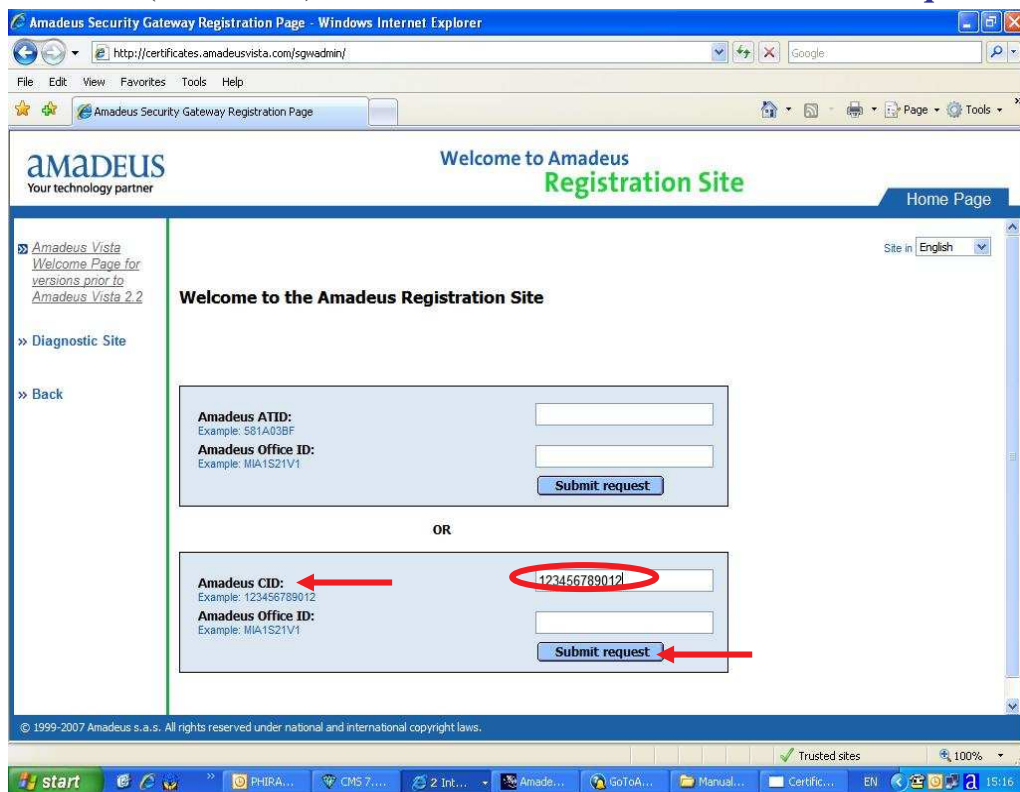 Amadeus Security Gateway Registration Page - Windows Internet Explorer
http://certificates.amadeusvista.com/sgwadmin/
Google
File Edit View Favorites Tools Help
Amadeus Security Gateway Registration Page
Page Tools
amadeus
Your technology partner
Welcome to Amadeus
Registration Site
Home Page
Amadeus Vista
Welcome Page for
versions prior to
Amadeus Vista 2.2
Site in English
Welcome to the Amadeus Registration Site
» Diagnostic Site
» Back
Amadeus ATID:
Example: 581A03BF
Amadeus Office ID:
Example: MIA1S21V1
Submit request
OR
Amadeus CID:
123456789012
Example: 123456789012
Amadeus Office ID:
Example: MIA1S21V1
Submit request
© 1999-2007 Amadeus s.a.s. All rights reserved under national and international copyright laws.
Trusted sites 100%
start PHIRA... CMS 7.... 2 Int... Amade... GoToA... Manual... Certific... EN 15:16